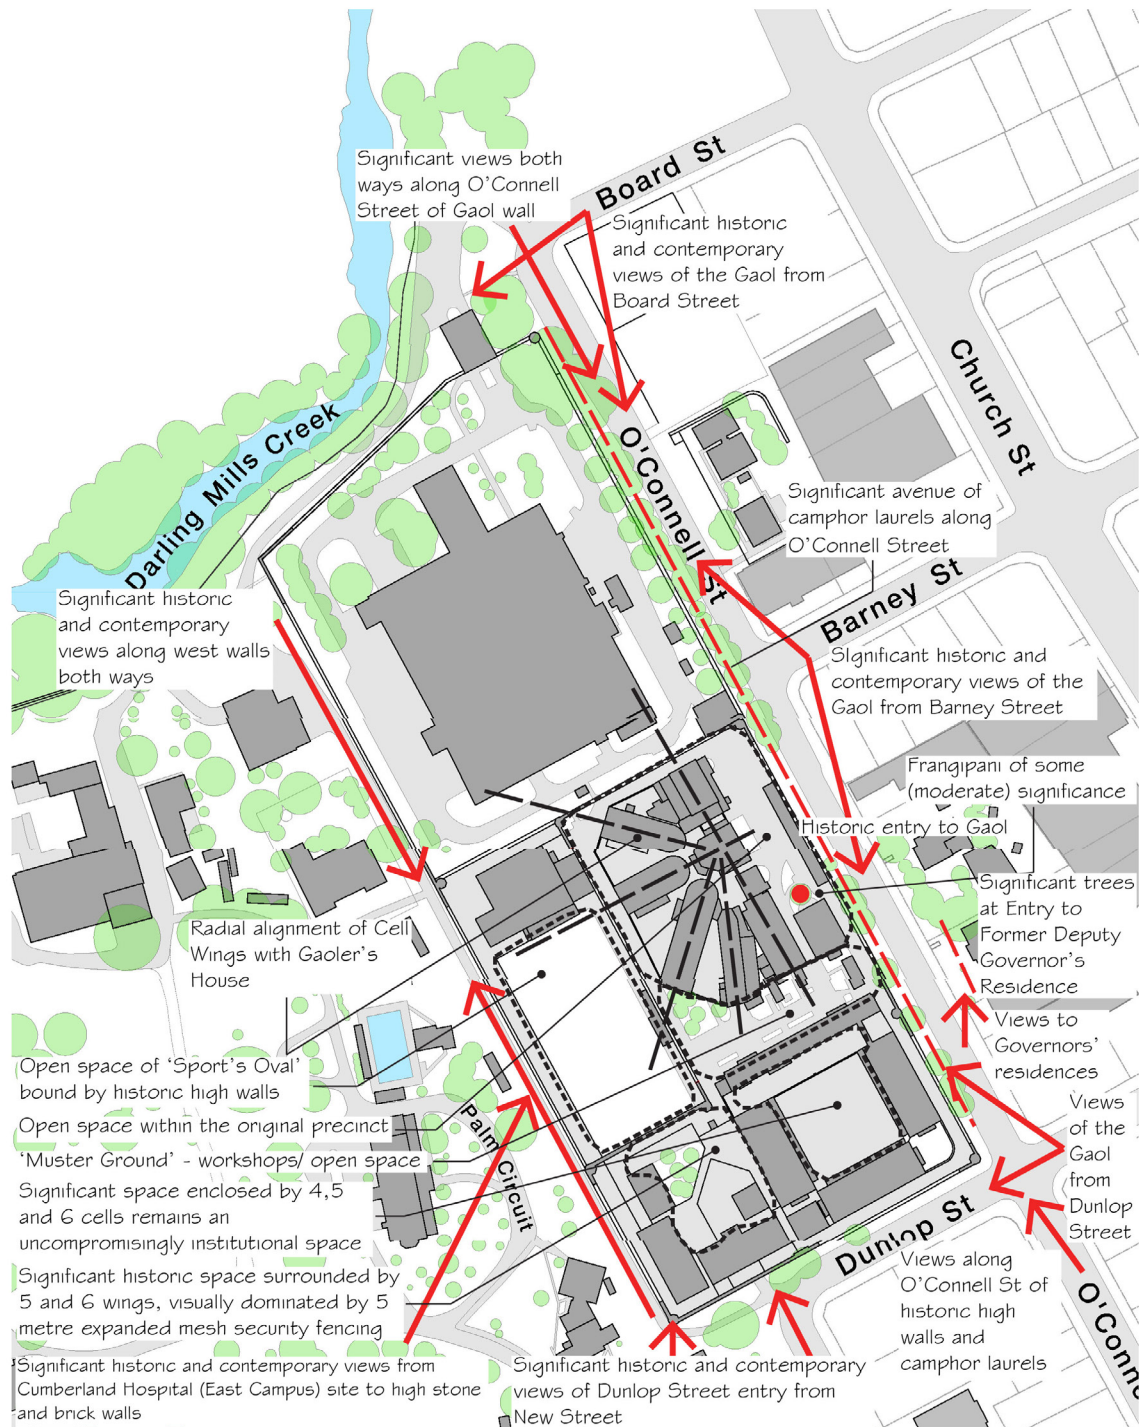 Significant views both
ways along O'Connell
Street of Gaol wall
Board St
Significant historic
and contemporary
views of the Gaol from
Board Street
Church St
O'Connell St
Darling Mills Creek
Significant avenue of
camphor laurels along
O'Connell Street
Barney St
Significant historic
and contemporary
views along west walls
both ways
Significant historic and
contemporary views of the
Gaol from Barney Street
Frangipani of some
(moderate) significance
Historic entry to Gaol
Significant trees
at Entry to
Former Deputy
Governor's
Residence
Radial alignment of Cell
Wings with Gaoler's
House
Views to
Governors'
residences
Open space of 'Sport's Oval'
bound by historic high walls
Open space within the original precinct
'Muster Ground' - workshops/ open space
Significant space enclosed by 4,5
and 6 cells remains an
uncompromisingly institutional space
Significant historic space surrounded by
5 and 6 wings, visually dominated by 5
metre expanded mesh security fencing
Palm Circuit
Views
of the
Gaol
from
Dunlop
Street
Dunlop St
Views along
O'Connell St of
historic high
walls and
camphor laurels
O'Conne
Significant historic and contemporary views from
Cumberland Hospital (East Campus) site to high stone
and brick walls
Significant historic and contemporary
views of Dunlop Street entry from
New Street